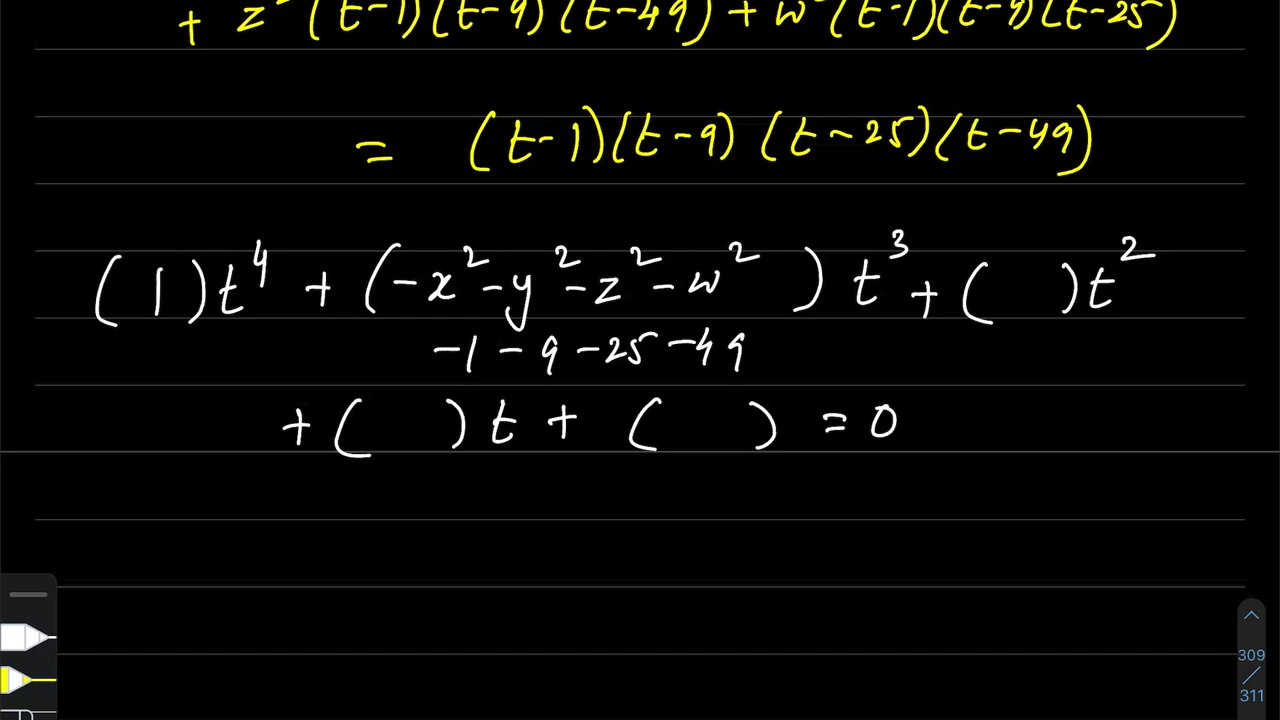 + z²(t-1)(t-9)(t-49) + w²(t-1)(t-9)(t-25)
= (t-1)(t-9)(t-25)(t-49)
(1)t⁴ + (-x²-y²-z²-w²)t³ + ( )t²
-1-9-25-49
+ ( )t + ( ) = 0
309
/
311